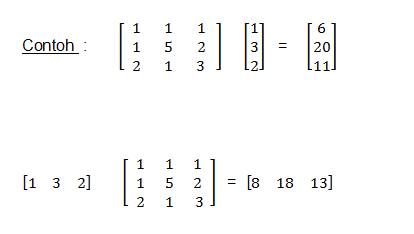 1 1 1 1 6
Contoh : 1 5 2 3 = 20
2 1 3 2 11
1 1 1
[1 3 2] 1 5 2 = [8 18 13]
2 1 3